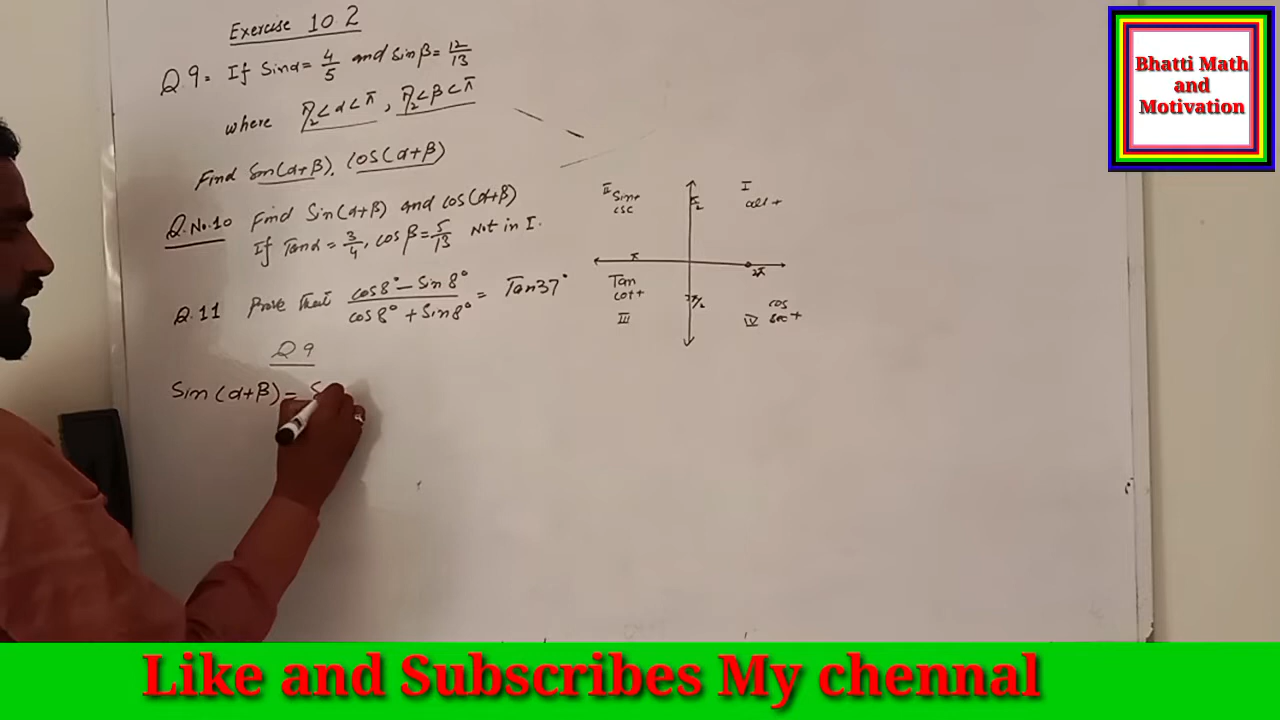 Exercise 10.2
Q.9. If Sinα = 4/5 and Sinβ = 12/13
where π/2 < α < π, π/2 < β < π
Find Sin(α+β), Cos(α+β)
Q.No.10 Find Sin(α+β) and cos(α+β)
If Tanα = 3/4, cosβ = 5/13 Not in I.
Q.11 Prove That cos8° - Sin8° / cos8° + Sin8° = Tan37°
Q9
Sin(α+β) = S
II Sine
csc
π/2
I
all +
π
2π
Tan
cot+
III
3π/2
IV
cos
sec +
Bhatti Math
and
Motivation
Like and Subscribes My chennal